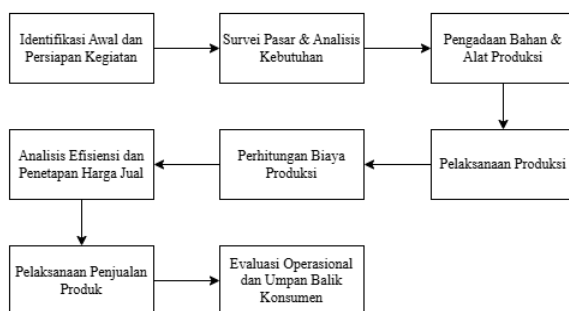 Identifikasi Awal dan
Persiapan Kegiatan
Survei Pasar & Analisis
Kebutuhan
Pengadaan Bahan &
Alat Produksi
Pelaksanaan Produksi
Perhitungan Biaya
Produksi
Analisis Efisiensi dan
Penetapan Harga Jual
Pelaksanaan Penjualan
Produk
Evaluasi Operasional
dan Umpan Balik
Konsumen